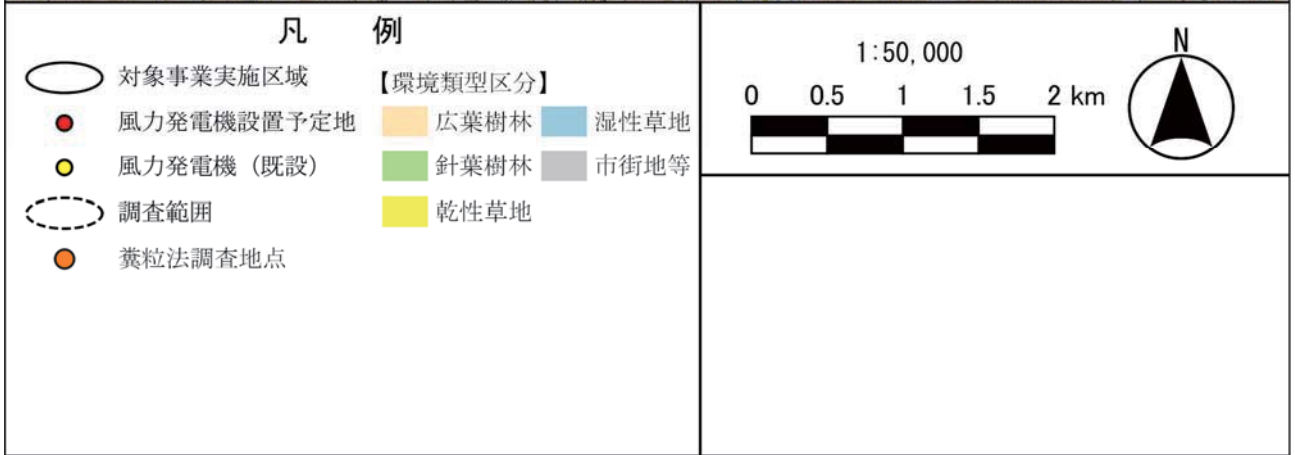 凡 例
対象事業実施区域
風力発電機設置予定地
風力発電機（既設）
調査範囲
糞粒法調査地点
【環境類型区分】
広葉樹林
湿性草地
針葉樹林
市街地等
乾性草地
1:50,000
0 0.5 1 1.5 2 km
N